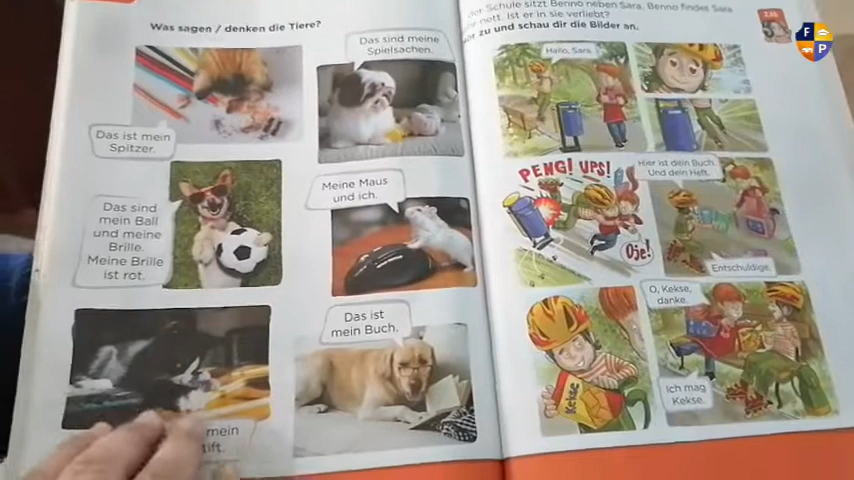 Was sagen / denken die Tiere?
Das ist mein
Spitzer.
Das sind meine
Spielsachen.
Das sind
mein Ball
und meine
Brille.
Meine Brille
ist rot.
Meine Maus
und ich.
mein
Das ist
mein Buch.
der Schule sitzt Benno neben Sara. Benno findet Sara
nett. Ist er in sie verliebt?
zu und schau dir die Bilder an.
Hallo, Sara.
PENG! UPS!
Oje!
Hier ist dein Buch.
Und dein Heft.
Entschuldige.
Kekse
O, Kekse,
danke.
Ich mag
Kekse.
F
P